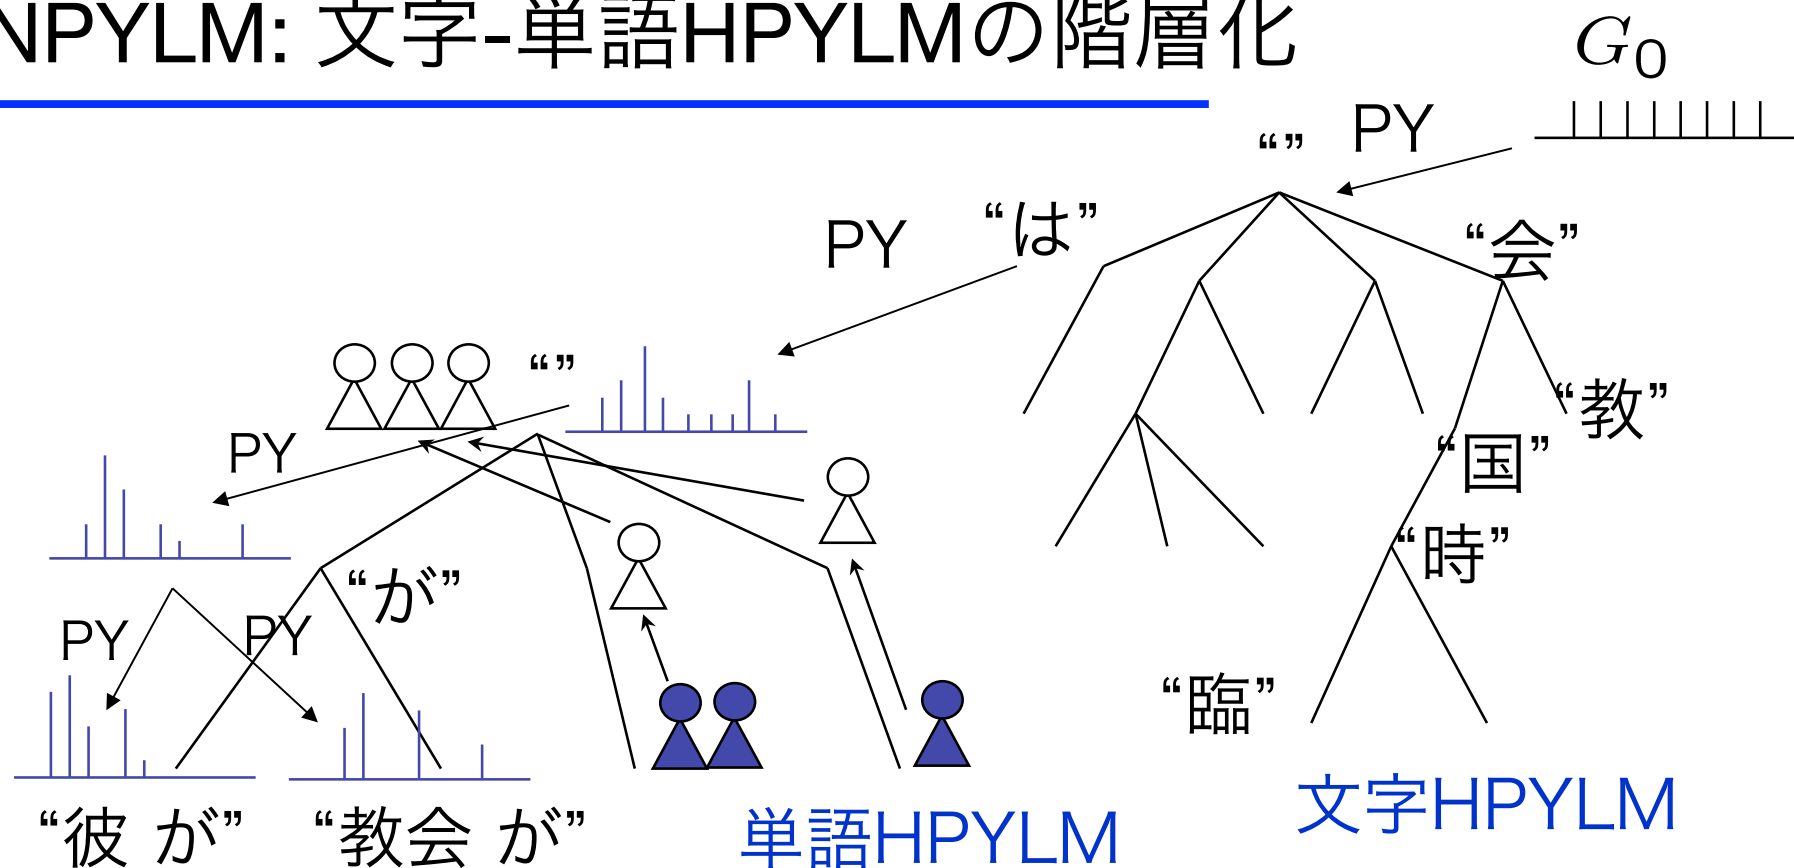 NPYLM: 文字-単語HPYLMの階層化
G0
PY
“”
“は”
PY
“会”
“”
“教”
PY
“国”
“時”
“が”
PY
PY
“臨”
文字HPYLM
“彼 が”
“教会 が”
単語HPYLM